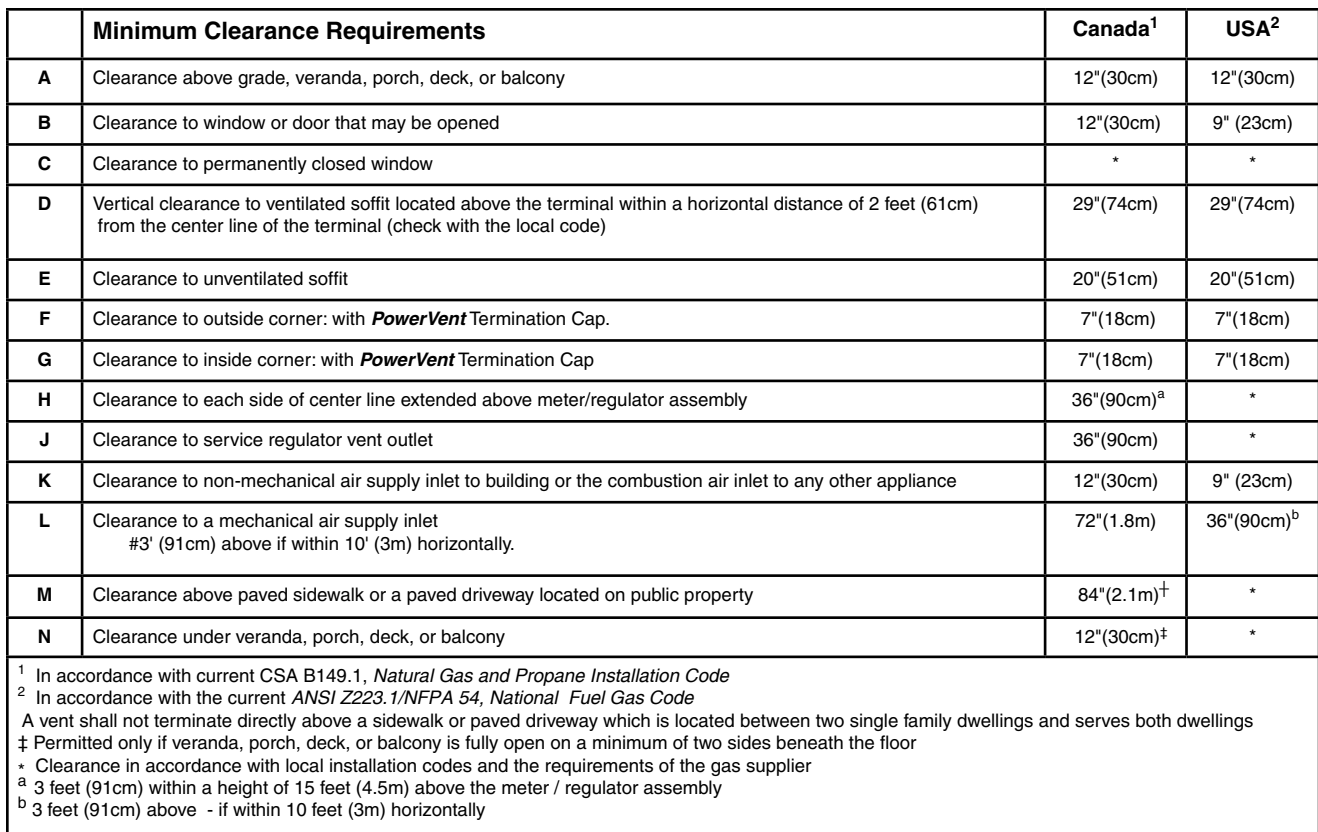 Minimum Clearance Requirements Canada1 USA2
A Clearance above grade, veranda, porch, deck, or balcony 12"(30cm) 12"(30cm)
B Clearance to window or door that may be opened 12"(30cm) 9" (23cm)
C Clearance to permanently closed window * *
D Vertical clearance to ventilated soffit located above the terminal within a horizontal distance of 2 feet (61cm) 29"(74cm) 29"(74cm)
from the center line of the terminal (check with the local code)
E Clearance to unventilated soffit 20"(51cm) 20"(51cm)
F Clearance to outside corner: with PowerVent Termination Cap. 7"(18cm) 7"(18cm)
G Clearance to inside corner: with PowerVent Termination Cap 7"(18cm) 7"(18cm)
H Clearance to each side of center line extended above meter/regulator assembly 36"(90cm)a *
J Clearance to service regulator vent outlet 36"(90cm) *
K Clearance to non-mechanical air supply inlet to building or the combustion air inlet to any other appliance 12"(30cm) 9" (23cm)
L Clearance to a mechanical air supply inlet 72"(1.8m) 36"(90cm)b
#3' (91cm) above if within 10' (3m) horizontally.
M Clearance above paved sidewalk or a paved driveway located on public property 84"(2.1m)† *
N Clearance under veranda, porch, deck, or balcony 12"(30cm)‡ *
1 In accordance with current CSA B149.1, Natural Gas and Propane Installation Code
2 In accordance with the current ANSI Z223.1/NFPA 54, National Fuel Gas Code
A vent shall not terminate directly above a sidewalk or paved driveway which is located between two single family dwellings and serves both dwellings
‡ Permitted only if veranda, porch, deck, or balcony is fully open on a minimum of two sides beneath the floor
* Clearance in accordance with local installation codes and the requirements of the gas supplier
a 3 feet (91cm) within a height of 15 feet (4.5m) above the meter / regulator assembly
b 3 feet (91cm) above - if within 10 feet (3m) horizontally